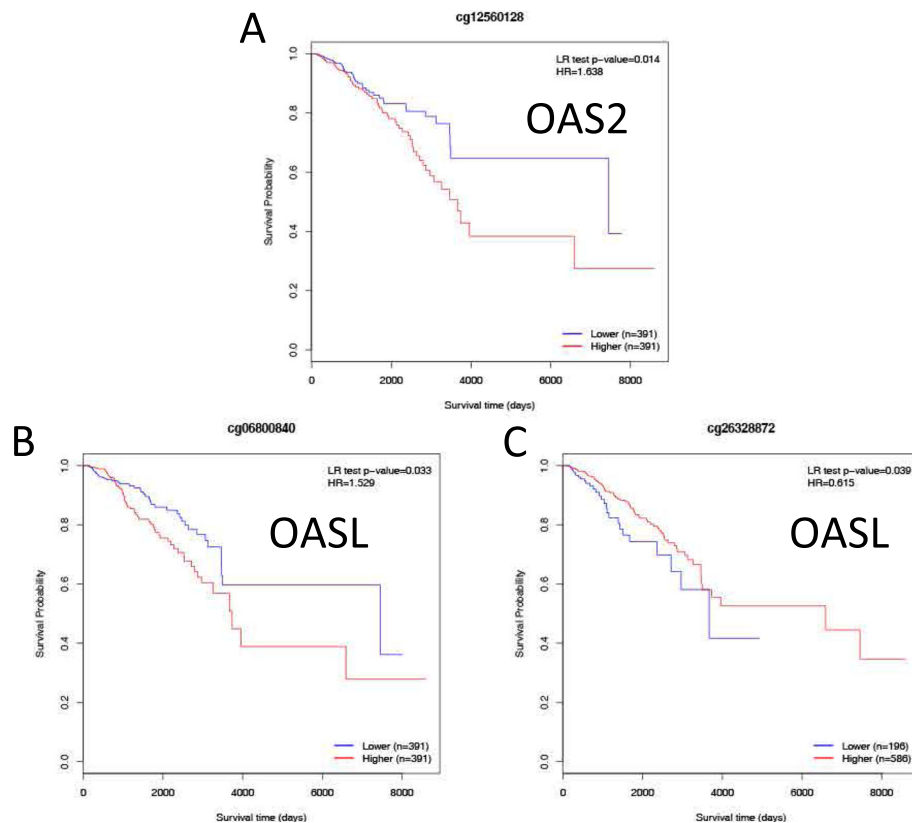 A
cg12560128
LR test p-value=0.014
HR=1.638
OAS2
Survival Probability
1.0
0.8
0.6
0.4
0.2
0.0
Lower (n=391)
Higher (n=391)
0 2000 4000 6000 8000
Survival time (days)
B
cg06800840
LR test p-value=0.033
HR=1.529
OASL
Survival Probability
1.0
0.8
0.6
0.4
0.2
0.0
Lower (n=391)
Higher (n=391)
0 2000 4000 6000 8000
Survival time (days)
C
cg26328872
LR test p-value=0.039
HR=0.615
OASL
Survival Probability
1.0
0.8
0.6
0.4
0.2
0.0
Lower (n=196)
Higher (n=586)
0 2000 4000 6000 8000
Survival time (days)